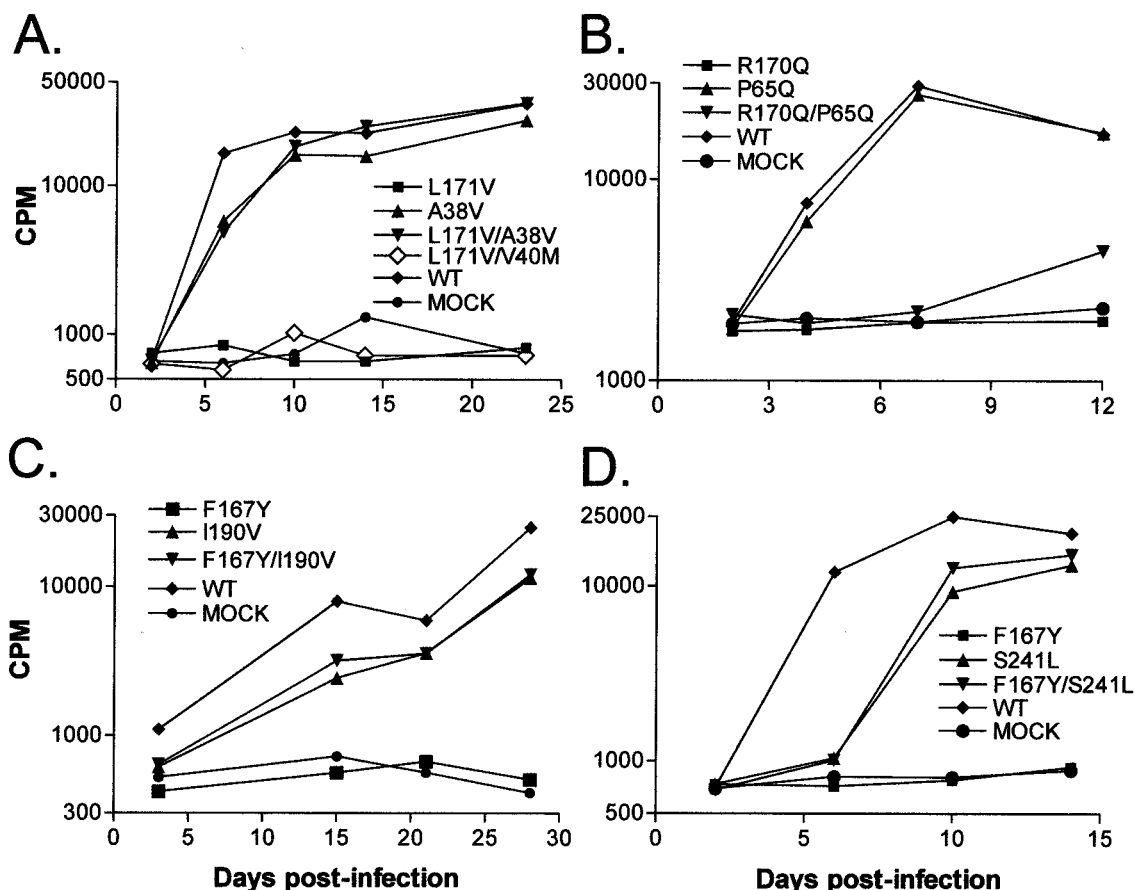 A.
50000
10000
1000
500
CPM
L171V
A38V
L171V/A38V
L171V/V40M
WT
MOCK
0 5 10 15 20 25
B.
30000
10000
1000
R170Q
P65Q
R170Q/P65Q
WT
MOCK
0 3 6 9 12
C.
30000
10000
1000
300
CPM
F167Y
I190V
F167Y/I190V
WT
MOCK
0 5 10 15 20 25 30
Days post-infection
D.
25000
10000
1000
500
F167Y
S241L
F167Y/S241L
WT
MOCK
0 5 10 15
Days post-infection